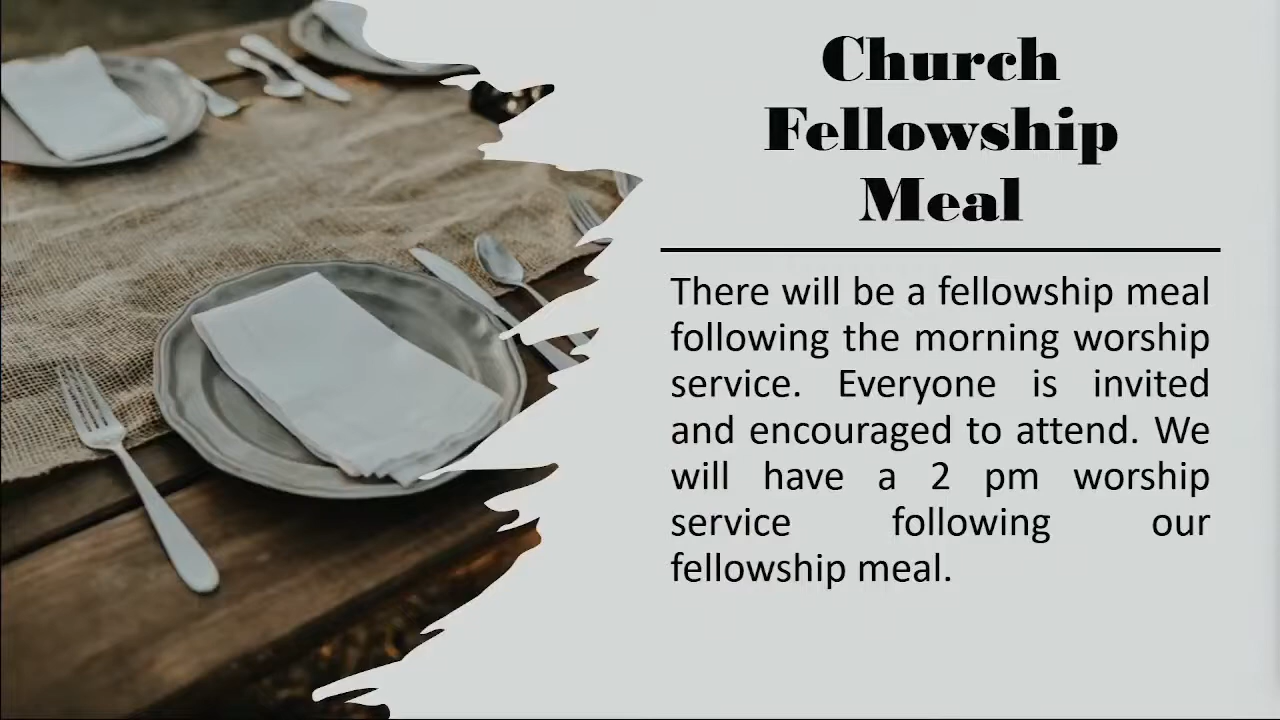 Church
Fellowship
Meal
There will be a fellowship meal
following the morning worship
service. Everyone is invited
and encouraged to attend. We
will have a 2 pm worship
service following our
fellowship meal.